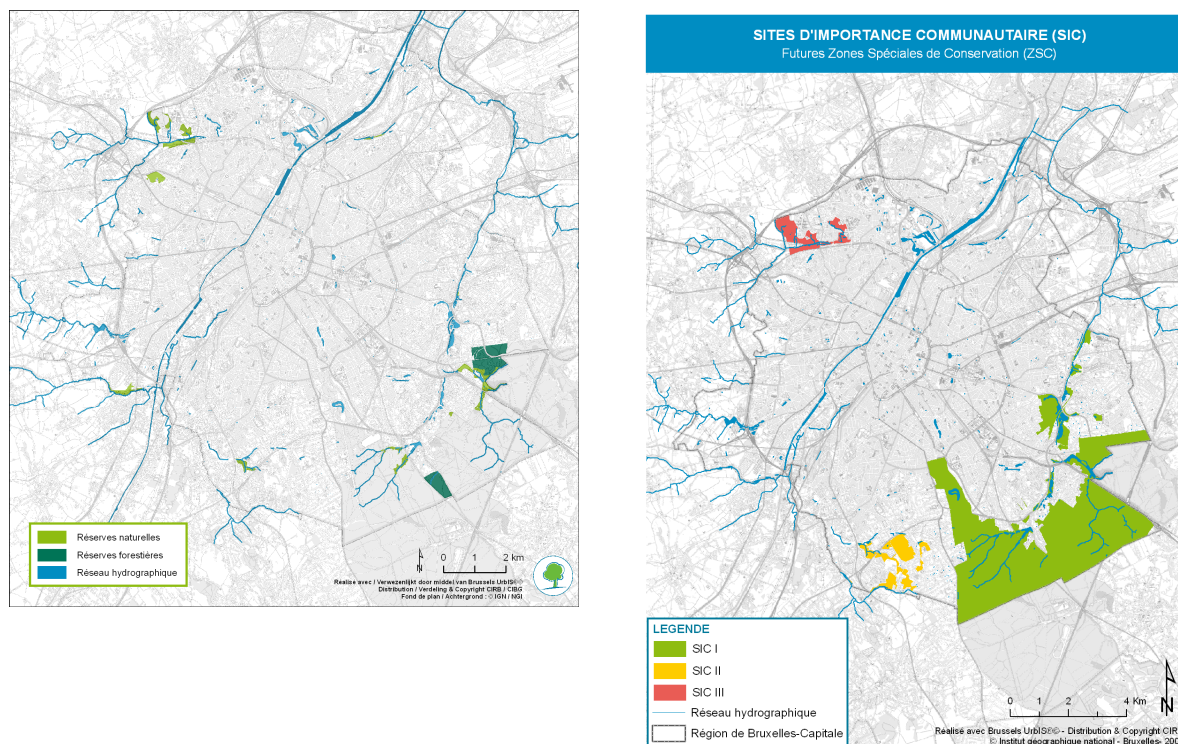 Réserves naturelles
Réserves forestières
Réseau hydrographique
N
0 1 2 km
Réalisé avec / Verwezenlijkt door middel van Brussels UrbIS®©
Distribution / Verdeling & Copyright CIRB / CIBG
Fond de plan / Achtergrond : © IGN / NGI
SITES D'IMPORTANCE COMMUNAUTAIRE (SIC)
Futures Zones Spéciales de Conservation (ZSC)
LEGENDE
SIC I
SIC II
SIC III
Réseau hydrographique
Région de Bruxelles-Capitale
0 1 2 4 Km
N
Réalisé avec Brussels UrbIS®© - Distribution & Copyright CIR
© Institut géographique national - Bruxelles- 200